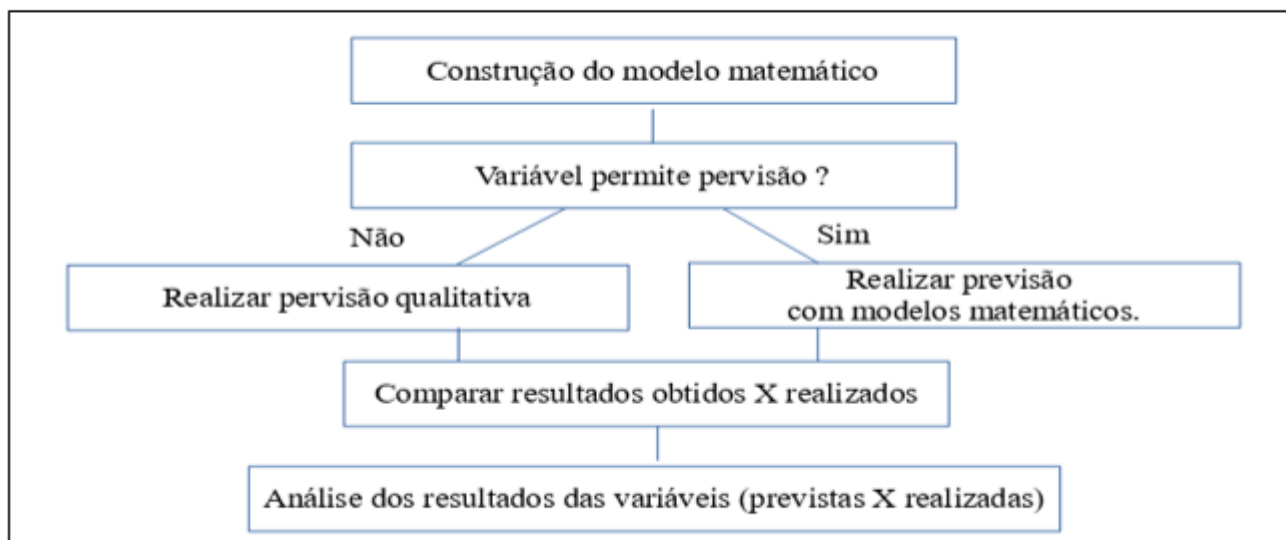 Construção do modelo matemático
Variável permite pervisão ?
Não
Sim
Realizar pervisão qualitativa
Realizar previsão
com modelos matemáticos.
Comparar resultados obtidos X realizados
Análise dos resultados das variáveis (previstas X realizadas)